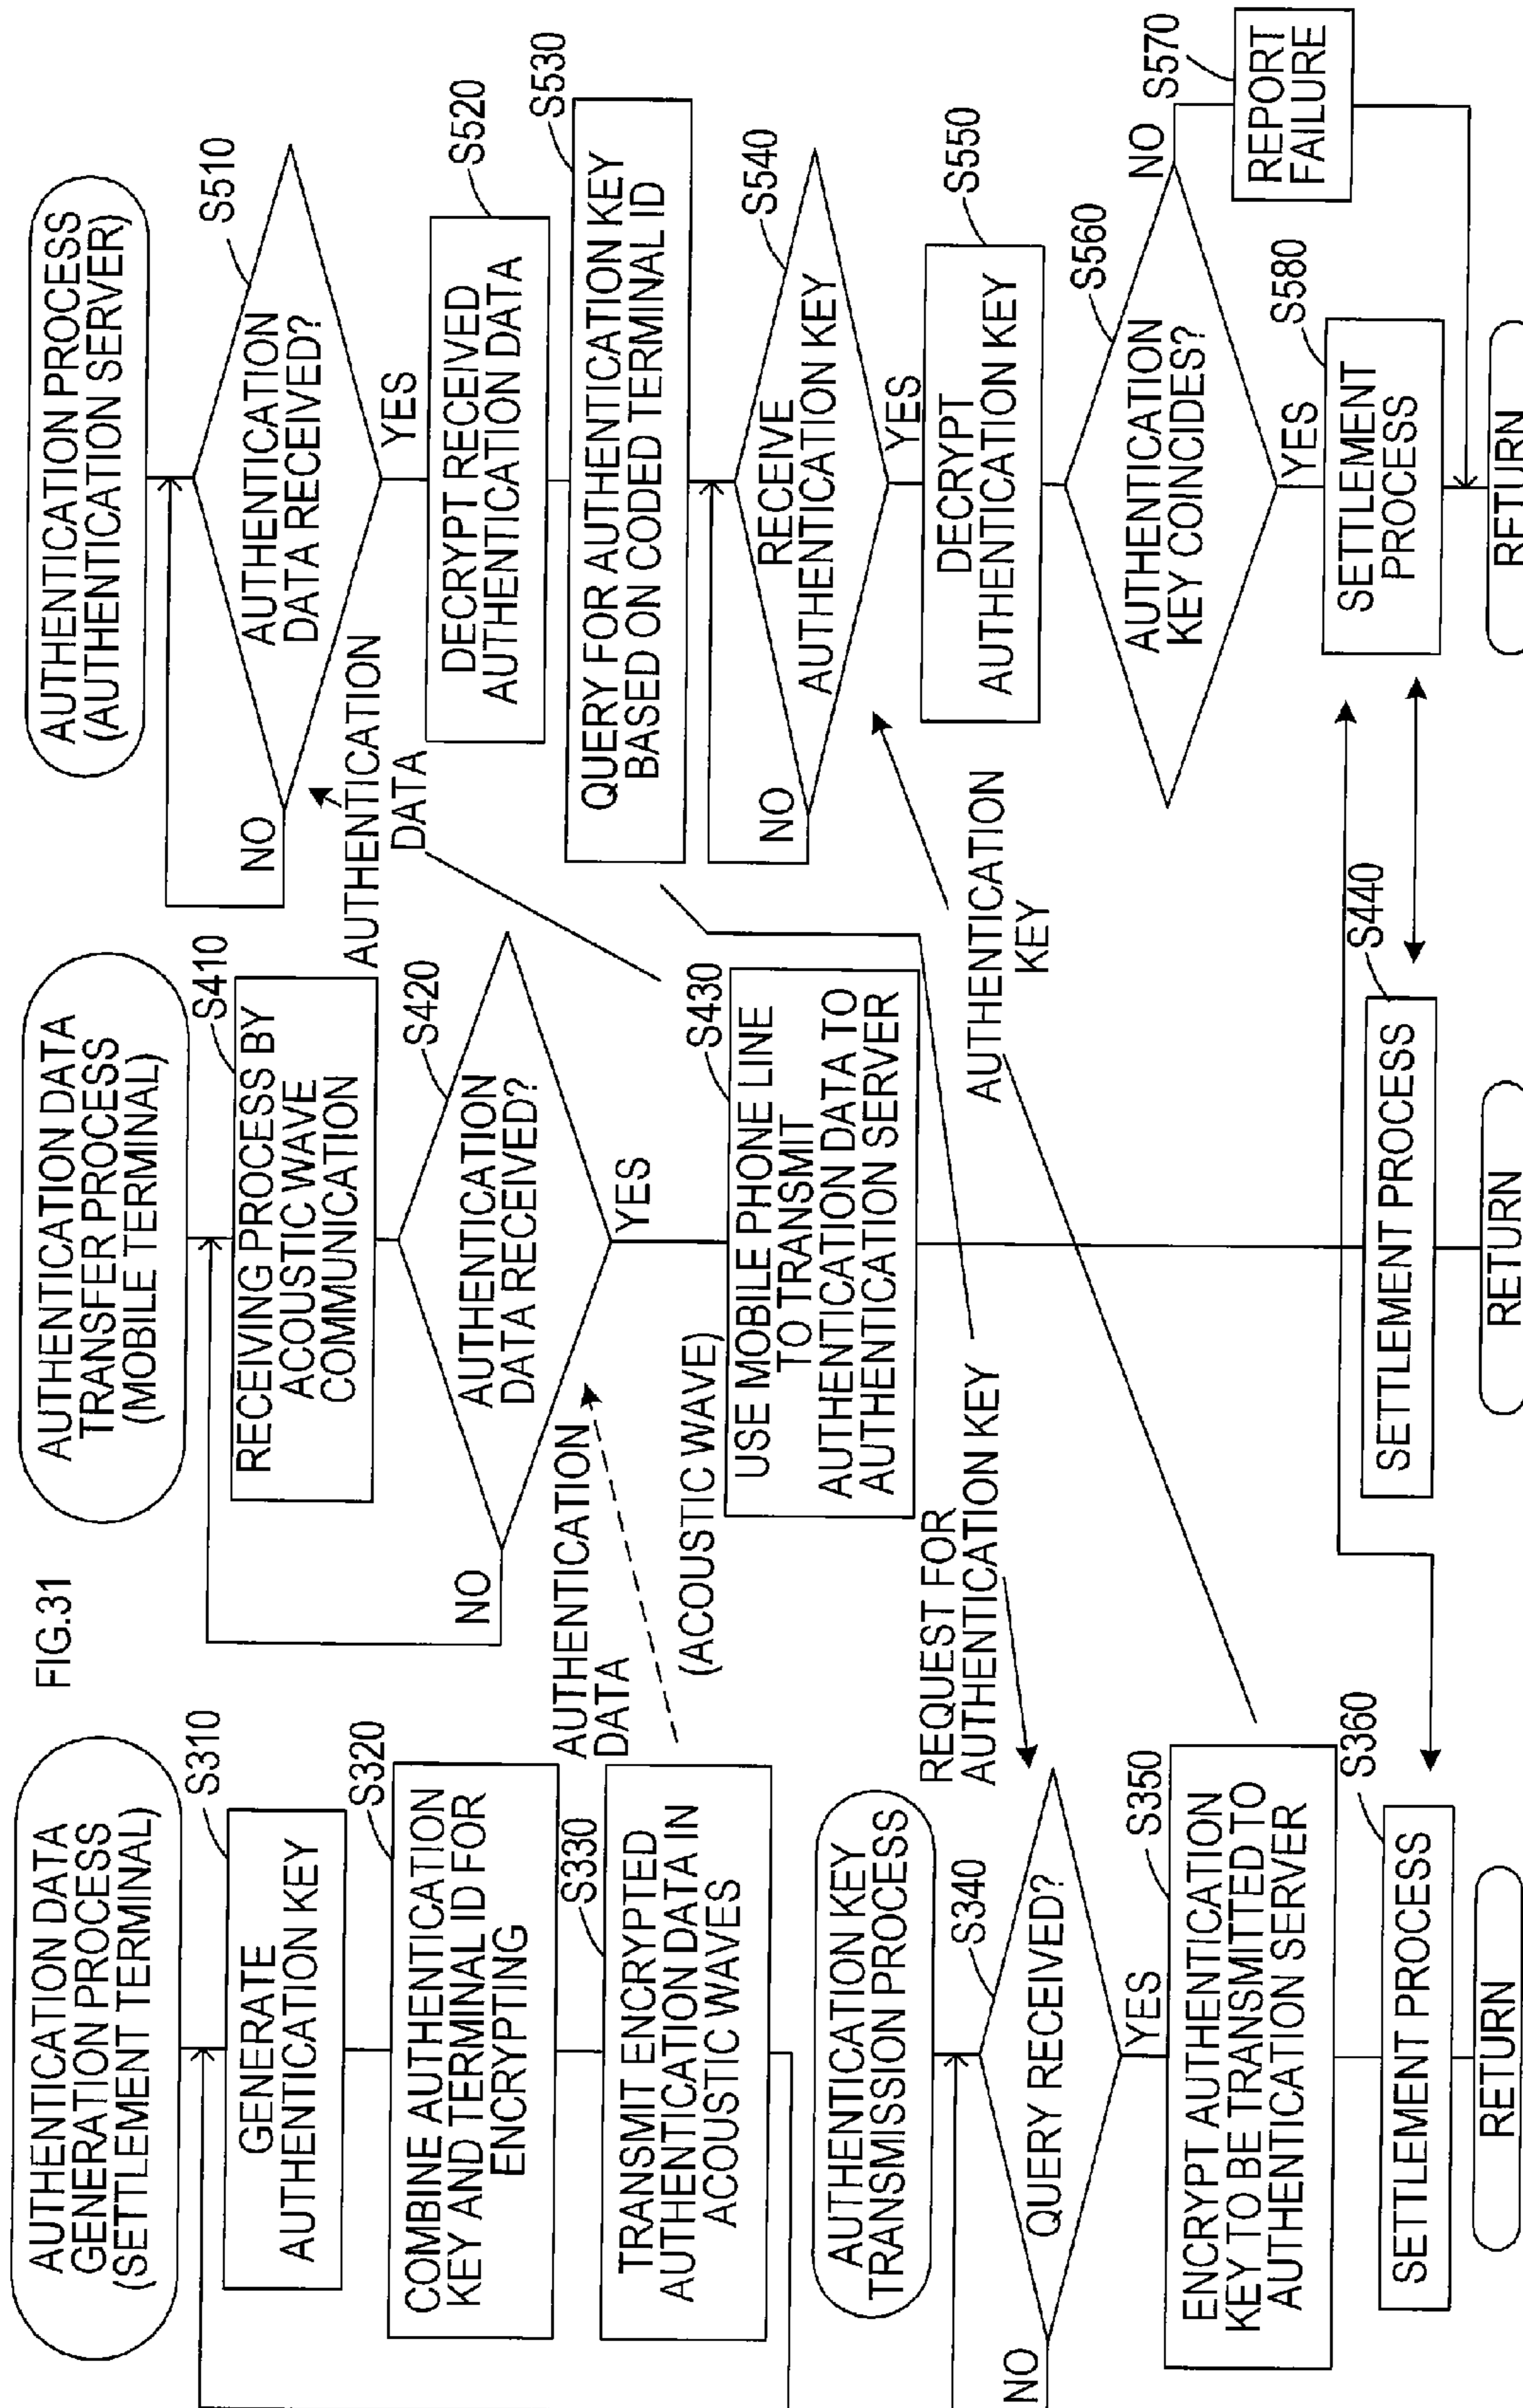 FIG.31
AUTHENTICATION DATA
GENERATION PROCESS
(SETTLEMENT TERMINAL)
S310
GENERATE
AUTHENTICATION KEY
S320
COMBINE AUTHENTICATION
KEY AND TERMINAL ID FOR
ENCRYPTING
S330
TRANSMIT ENCRYPTED
AUTHENTICATION DATA IN
ACOUSTIC WAVES
AUTHENTICATION KEY
TRANSMISSION PROCESS
S340
QUERY RECEIVED?
NO
YES
S350
ENCRYPT AUTHENTICATION
KEY TO BE TRANSMITTED TO
AUTHENTICATION SERVER
S360
SETTLEMENT PROCESS
RETURN
AUTHENTICATION
DATA
(ACOUSTIC WAVE)
REQUEST FOR
AUTHENTICATION KEY
AUTHENTICATION DATA
TRANSFER PROCESS
(MOBILE TERMINAL)
S410
RECEIVING PROCESS BY
ACOUSTIC WAVE
COMMUNICATION
S420
AUTHENTICATION
DATA RECEIVED?
NO
YES
S430
USE MOBILE PHONE LINE
TO TRANSMIT
AUTHENTICATION DATA TO
AUTHENTICATION SERVER
S440
SETTLEMENT PROCESS
RETURN
AUTHENTICATION
DATA
AUTHENTICATION
KEY
AUTHENTICATION PROCESS
(AUTHENTICATION SERVER)
S510
AUTHENTICATION
DATA RECEIVED?
NO
YES
S520
DECRYPT RECEIVED
AUTHENTICATION DATA
S530
QUERY FOR AUTHENTICATION KEY
BASED ON CODED TERMINAL ID
S540
RECEIVE
AUTHENTICATION KEY
NO
YES
S550
DECRYPT
AUTHENTICATION KEY
S560
AUTHENTICATION
KEY COINCIDES?
NO
S570
REPORT
FAILURE
YES
S580
SETTLEMENT
PROCESS
RETURN